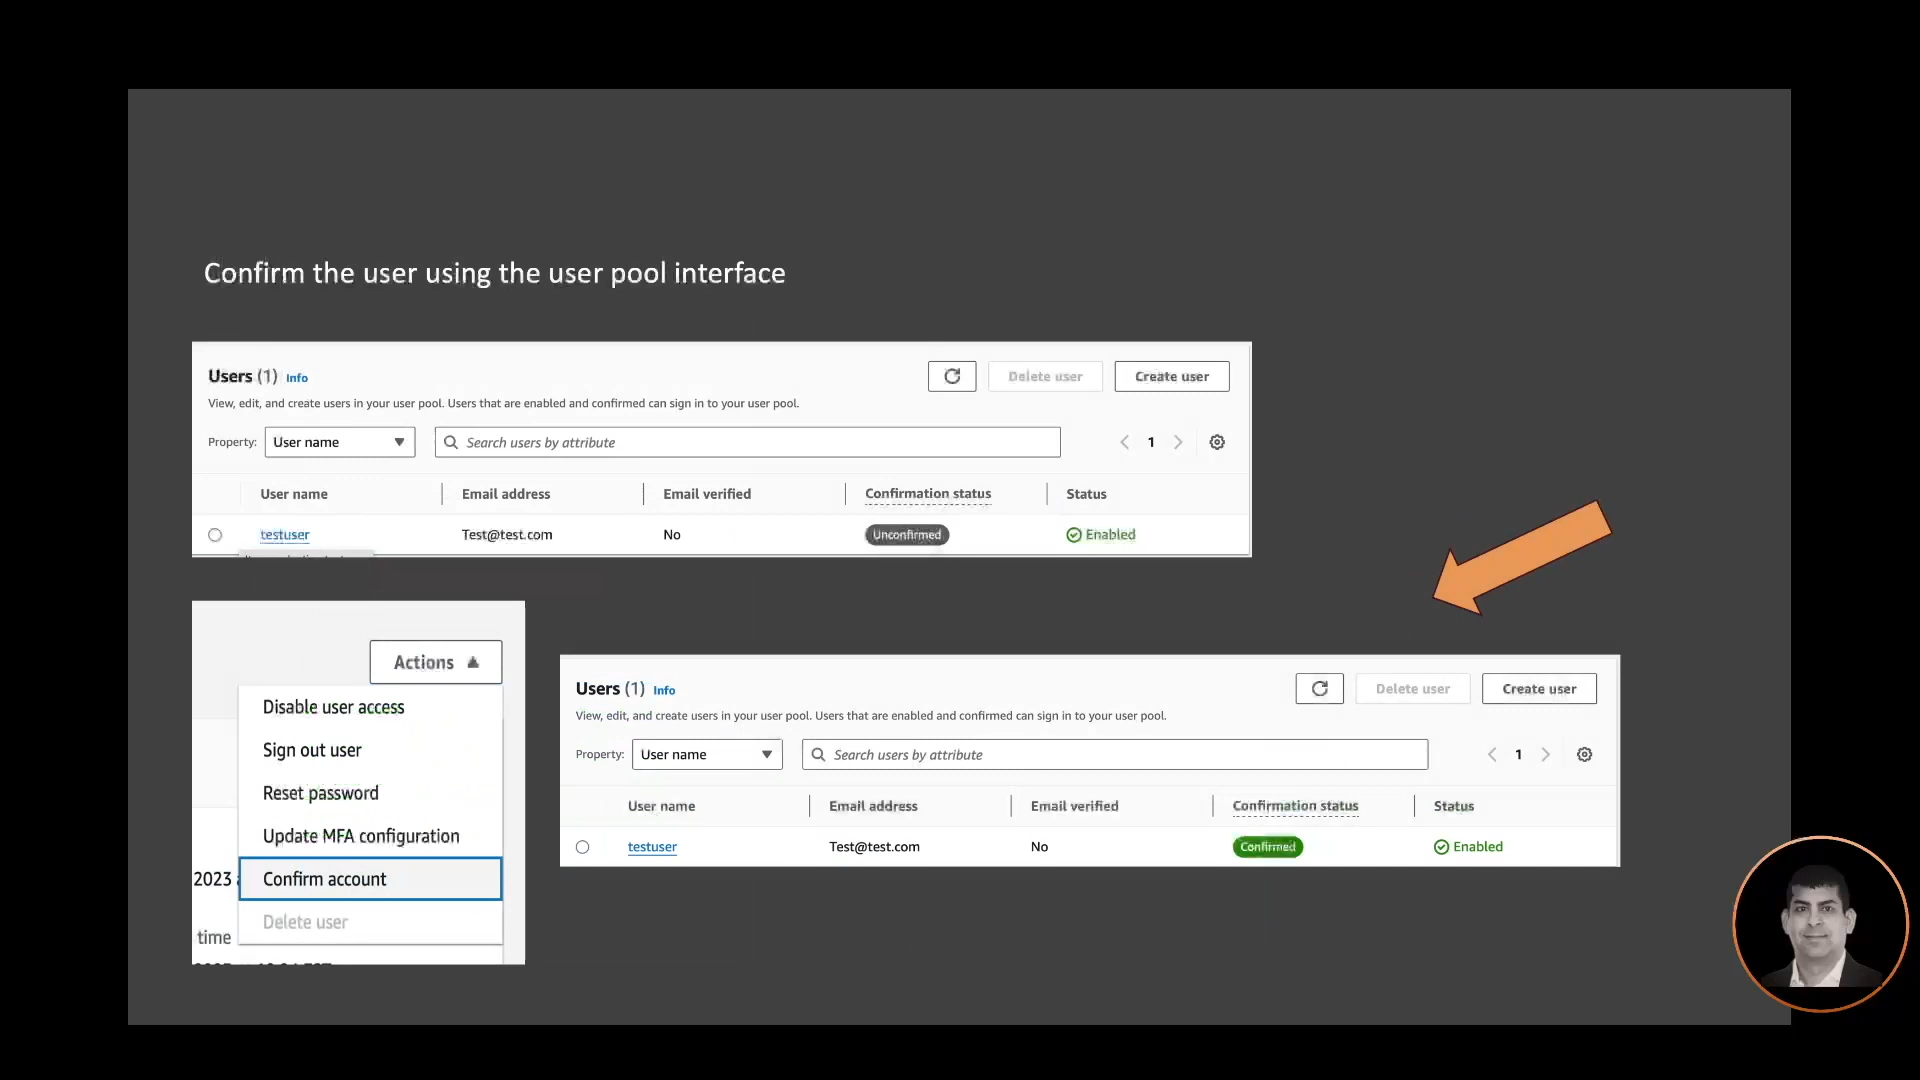 Confirm the user using the user pool interface
Users (1) Info
Delete user
Create user
View, edit, and create users in your user pool. Users that are enabled and confirmed can sign in to your user pool.
Property: User name Search users by attribute 1
User name Email address Email verified Confirmation status Status
testuser Test@test.com No Unconfirmed Enabled
Actions
Disable user access
Sign out user
Reset password
Update MFA configuration
2023
Confirm account
Delete user
time
Users (1) Info
Delete user
Create user
View, edit, and create users in your user pool. Users that are enabled and confirmed can sign in to your user pool.
Property: User name Search users by attribute 1
User name Email address Email verified Confirmation status Status
testuser Test@test.com No Confirmed Enabled